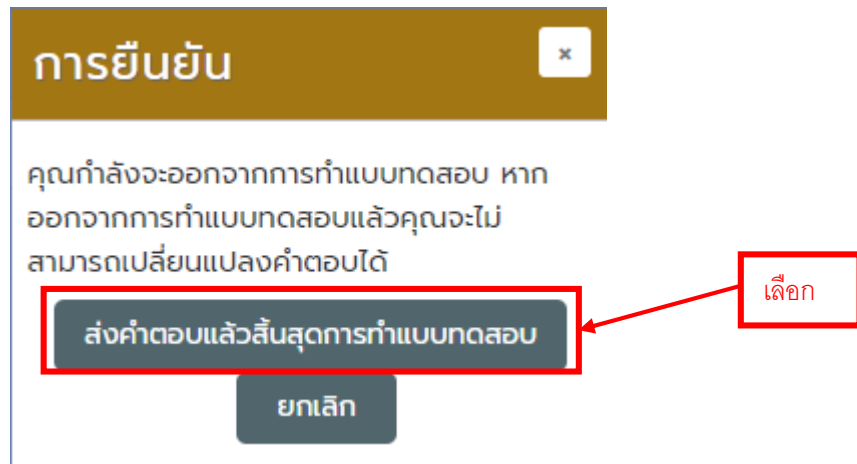 การยืนยัน
×
คุณกำลังจะออกจากการทำแบบทดสอบ หาก
ออกจากการทำแบบทดสอบแล้วคุณจะไม่
สามารถเปลี่ยนแปลงคำตอบได้
เลือก
ส่งคำตอบแล้วสิ้นสุดการทำแบบทดสอบ
ยกเลิก